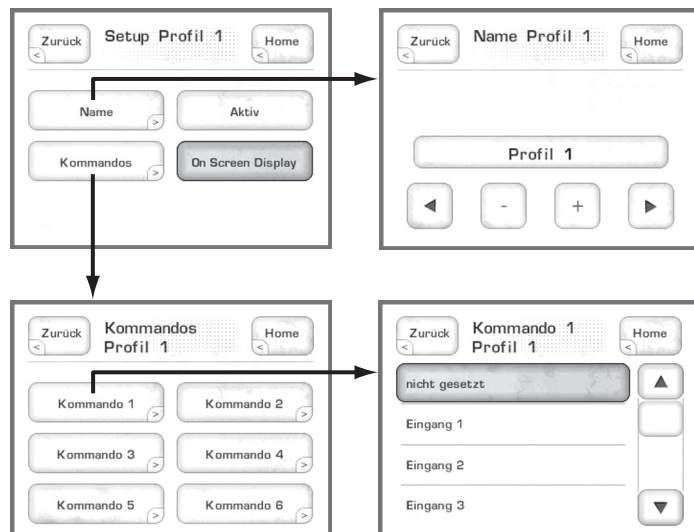 Zurück
Setup Profil 1
Home
<
<
Name
>
Aktiv
Kommandos
>
On Screen Display
Zurück
Name Profil 1
Home
<
<
Profil 1
-
+
Zurück
Kommandos
Profil 1
Home
<
<
Kommando 1
>
Kommando 2
>
Kommando 3
>
Kommando 4
>
Kommando 5
>
Kommando 6
>
Zurück
Kommando 1
Profil 1
Home
<
<
nicht gesetzt
Eingang 1
Eingang 2
Eingang 3